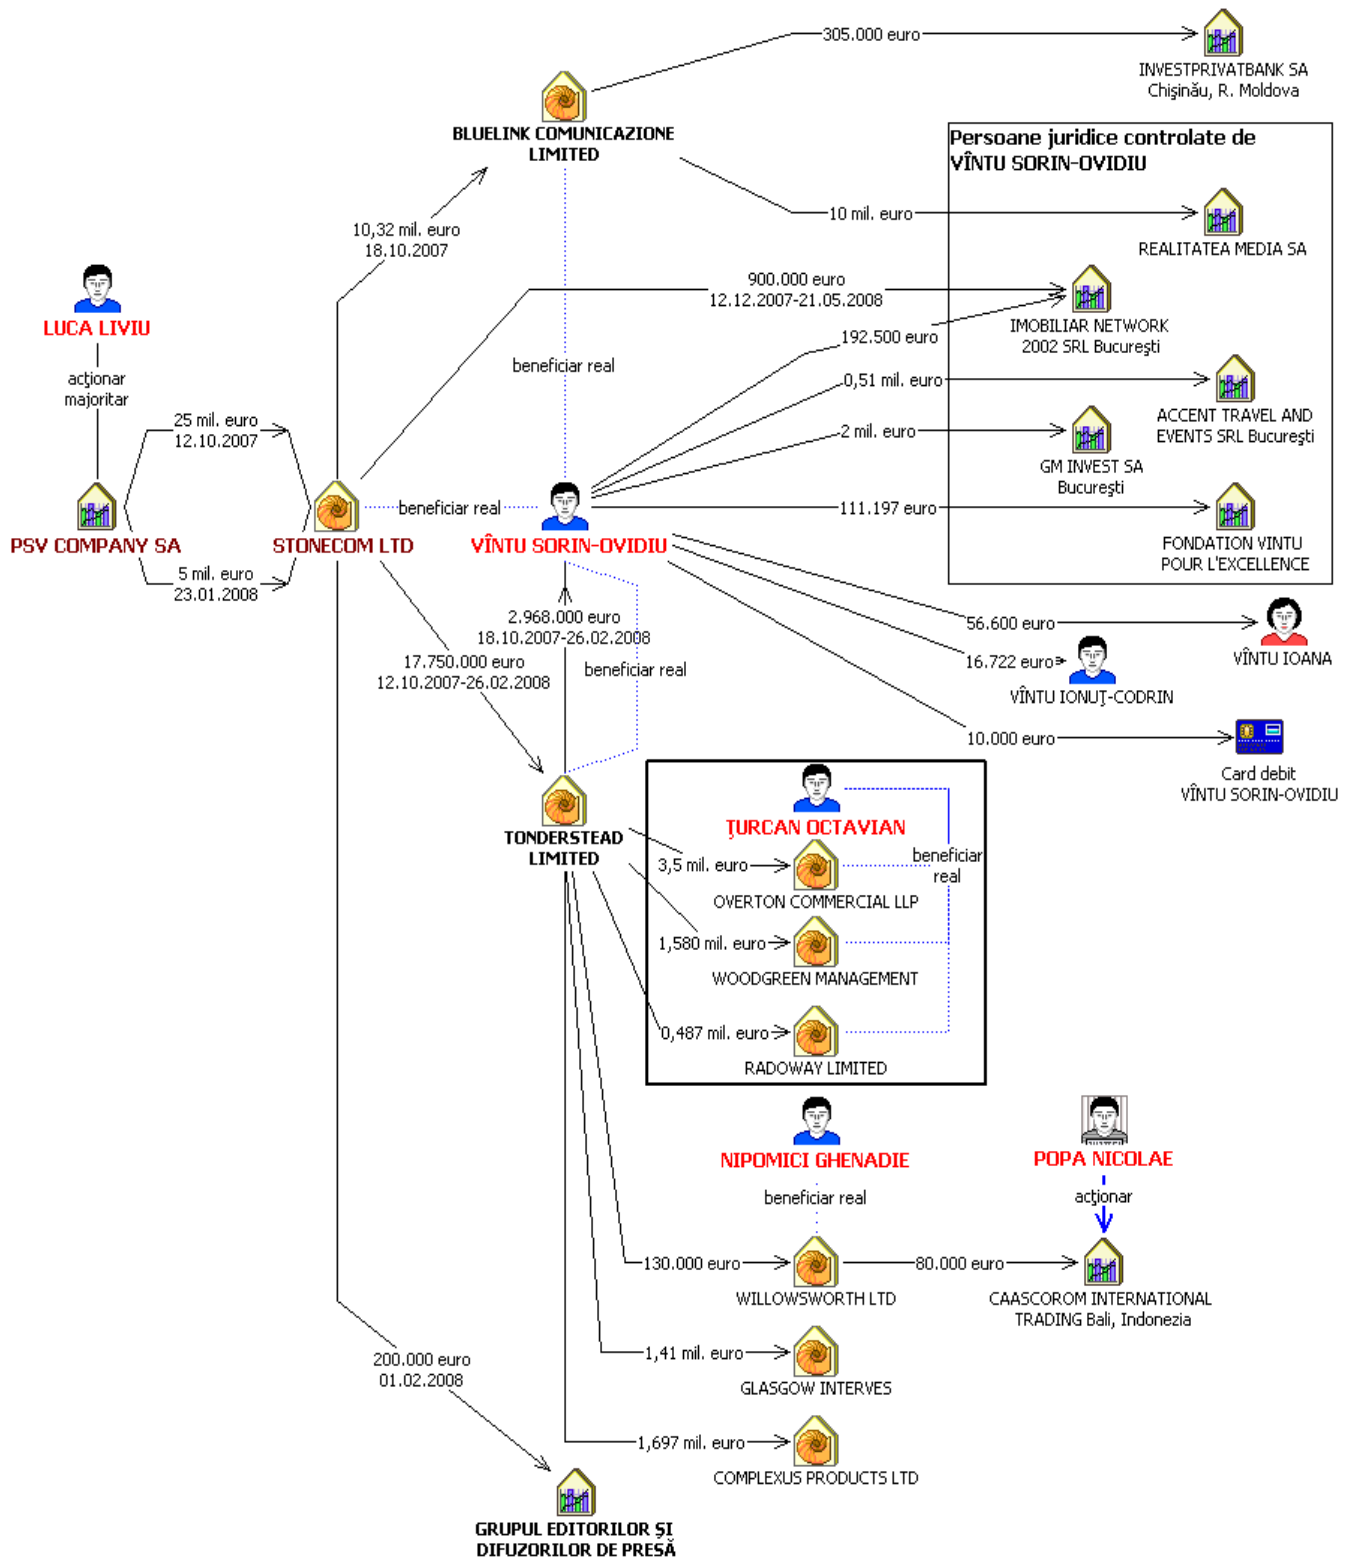 305.000 euro
INVESTPRIVATBANK SA
Chişinău, R. Moldova
BLUELINK COMUNICAZIONE
LIMITED
Persoane juridice controlate de
VÎNTU SORIN-OVIDIU
10 mil. euro
REALITATEA MEDIA SA
10,32 mil. euro
18.10.2007
LUCA LIVIU
acţionar
majoritar
900.000 euro
12.12.2007-21.05.2008
IMOBILIAR NETWORK
2002 SRL Bucureşti
192.500 euro
beneficiar real
0,51 mil. euro
ACCENT TRAVEL AND
EVENTS SRL Bucureşti
25 mil. euro
12.10.2007
2 mil. euro
GM INVEST SA
Bucureşti
PSV COMPANY SA
STONECOM LTD
beneficiar real
VÎNTU SORIN-OVIDIU
111.197 euro
FONDATION VINTU
POUR L'EXCELLENCE
5 mil. euro
23.01.2008
2.968.000 euro
18.10.2007-26.02.2008
beneficiar real
56.600 euro
VÎNTU IOANA
17.750.000 euro
12.10.2007-26.02.2008
16.722 euro
VÎNTU IONUŢ-CODRIN
10.000 euro
Card debit
VÎNTU SORIN-OVIDIU
TONDERSTEAD
LIMITED
ŢURCAN OCTAVIAN
beneficiar
real
3,5 mil. euro
OVERTON COMMERCIAL LLP
1,580 mil. euro
WOODGREEN MANAGEMENT
0,487 mil. euro
RADOWAY LIMITED
NIPOMICI GHENADIE
beneficiar real
POPA NICOLAE
acţionar
130.000 euro
WILLOWSWORTH LTD
80.000 euro
CAASCOROM INTERNATIONAL
TRADING Bali, Indonezia
1,41 mil. euro
GLASGOW INTERVES
200.000 euro
01.02.2008
1,697 mil. euro
COMPLEXUS PRODUCTS LTD
GRUPUL EDITORILOR ŞI
DIFUZORILOR DE PRESĂ